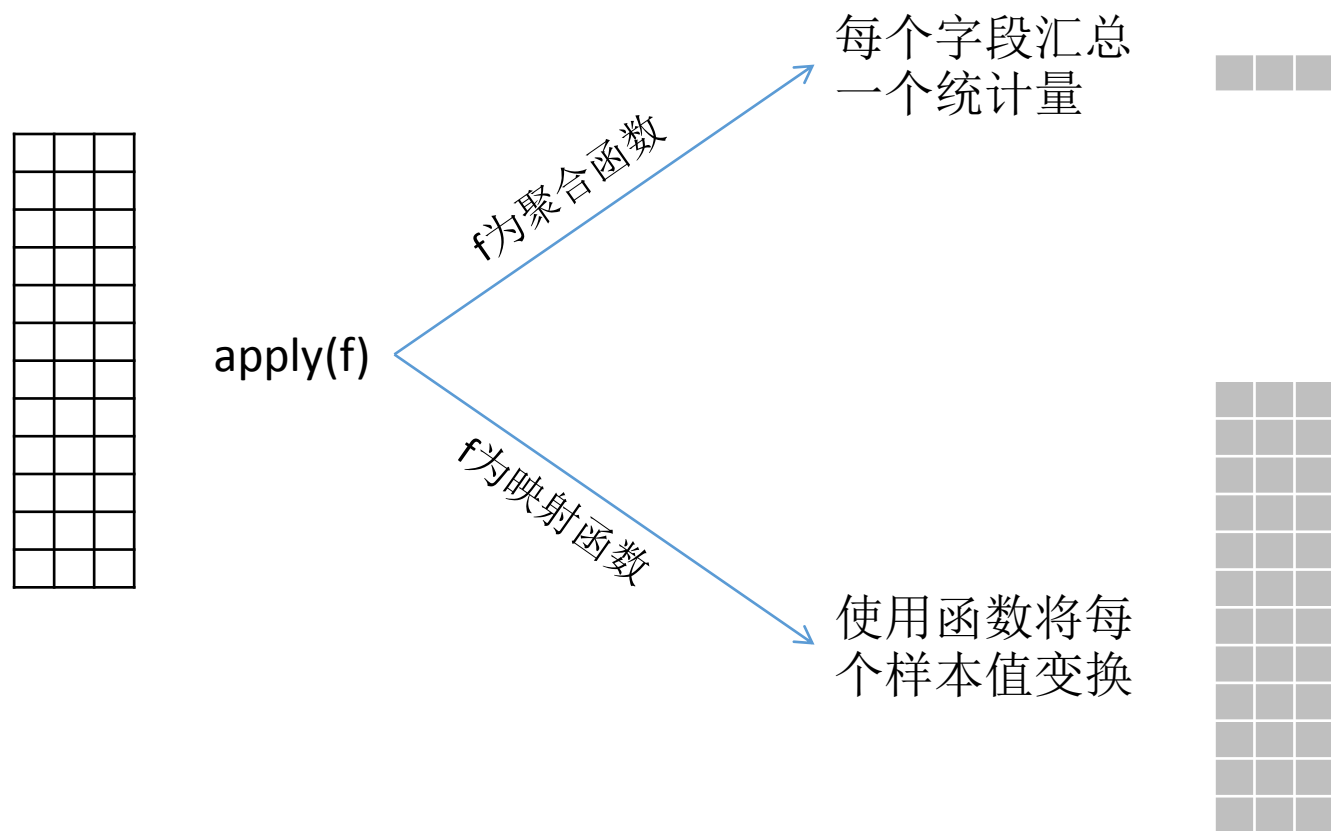 每个字段汇总
一个统计量
f为聚合函数
apply(f)
f为映射函数
使用函数将每
个样本值变换